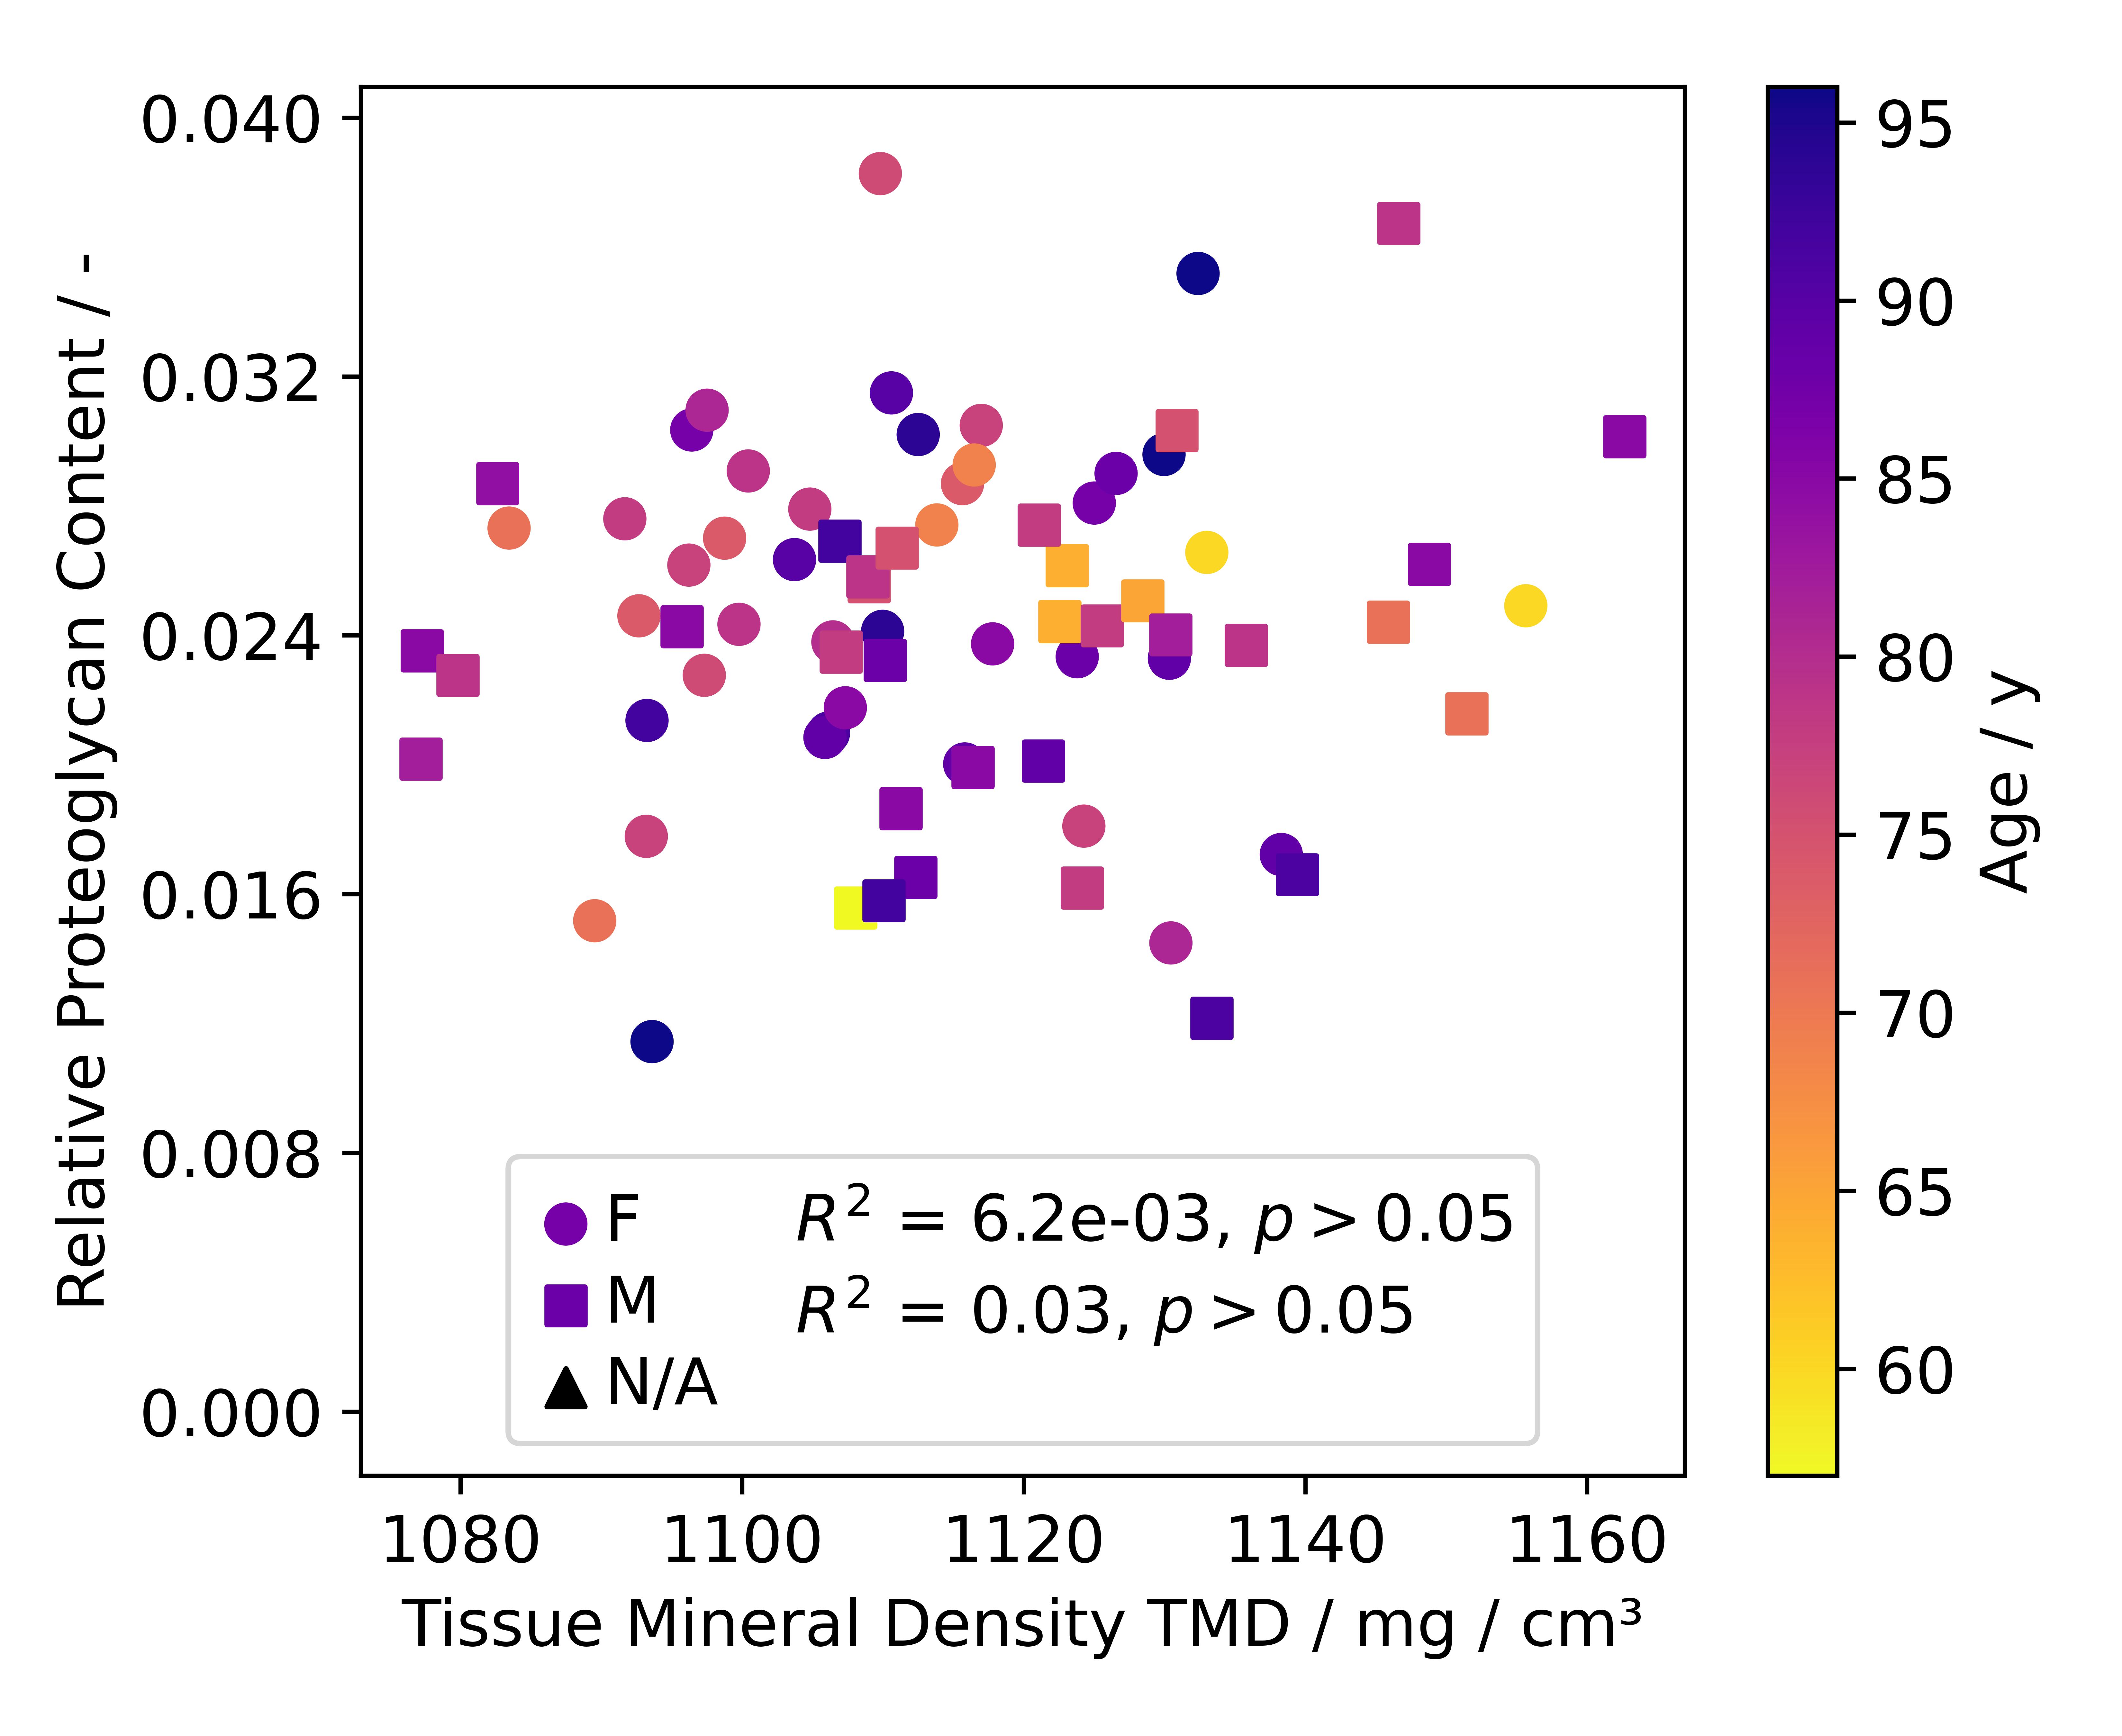 Relative Proteoglycan Content / -
0.040
0.032
0.024
0.016
0.008
0.000
F R² = 6.2e-03, p > 0.05
M R² = 0.03, p > 0.05
N/A
1080 1100 1120 1140 1160
Tissue Mineral Density TMD / mg / cm³
95
90
85
80
75
70
65
60
Age / y